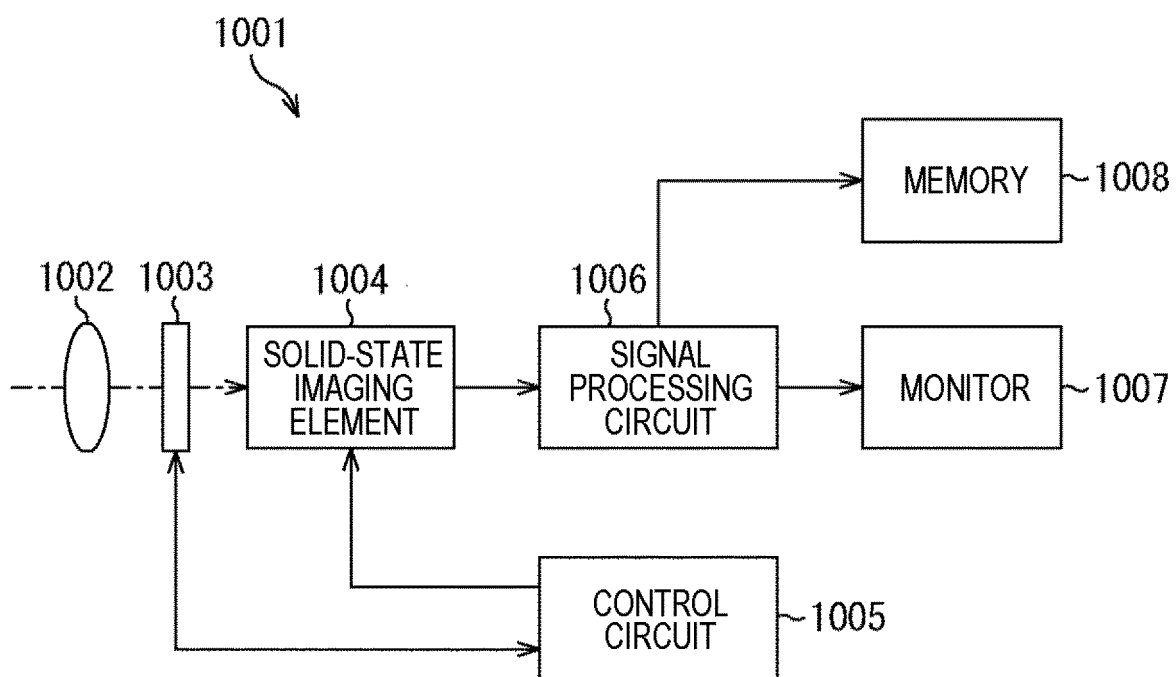 1001
MEMORY
1008
1002
1003
1004
1006
SOLID-STATE
IMAGING
ELEMENT
SIGNAL
PROCESSING
CIRCUIT
MONITOR
1007
CONTROL
CIRCUIT
1005